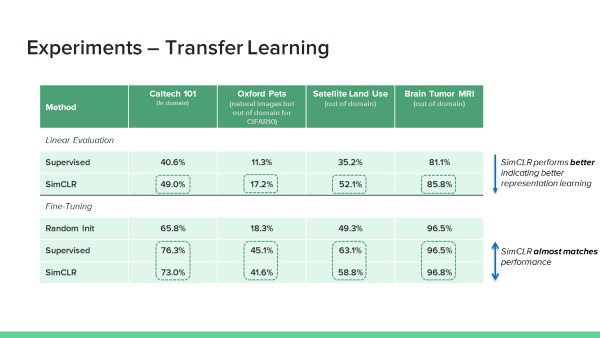 Experiments – Transfer Learning
Method
Caltech 101
(In domain)
Oxford Pets
(natural images but
out of domain for
CIFAR10)
Satellite Land Use
(out of domain)
Brain Tumor MRI
(out of domain)
Linear Evaluation
Supervised 40.6% 11.3% 35.2% 81.1%
SimCLR 49.0% 17.2% 52.1% 85.8%
SimCLR performs better
indicating better
representation learning
Fine-Tuning
Random Init 65.8% 18.3% 49.3% 96.5%
Supervised 76.3% 45.1% 63.1% 96.5%
SimCLR 73.0% 41.6% 58.8% 96.8%
SimCLR almost matches
performance